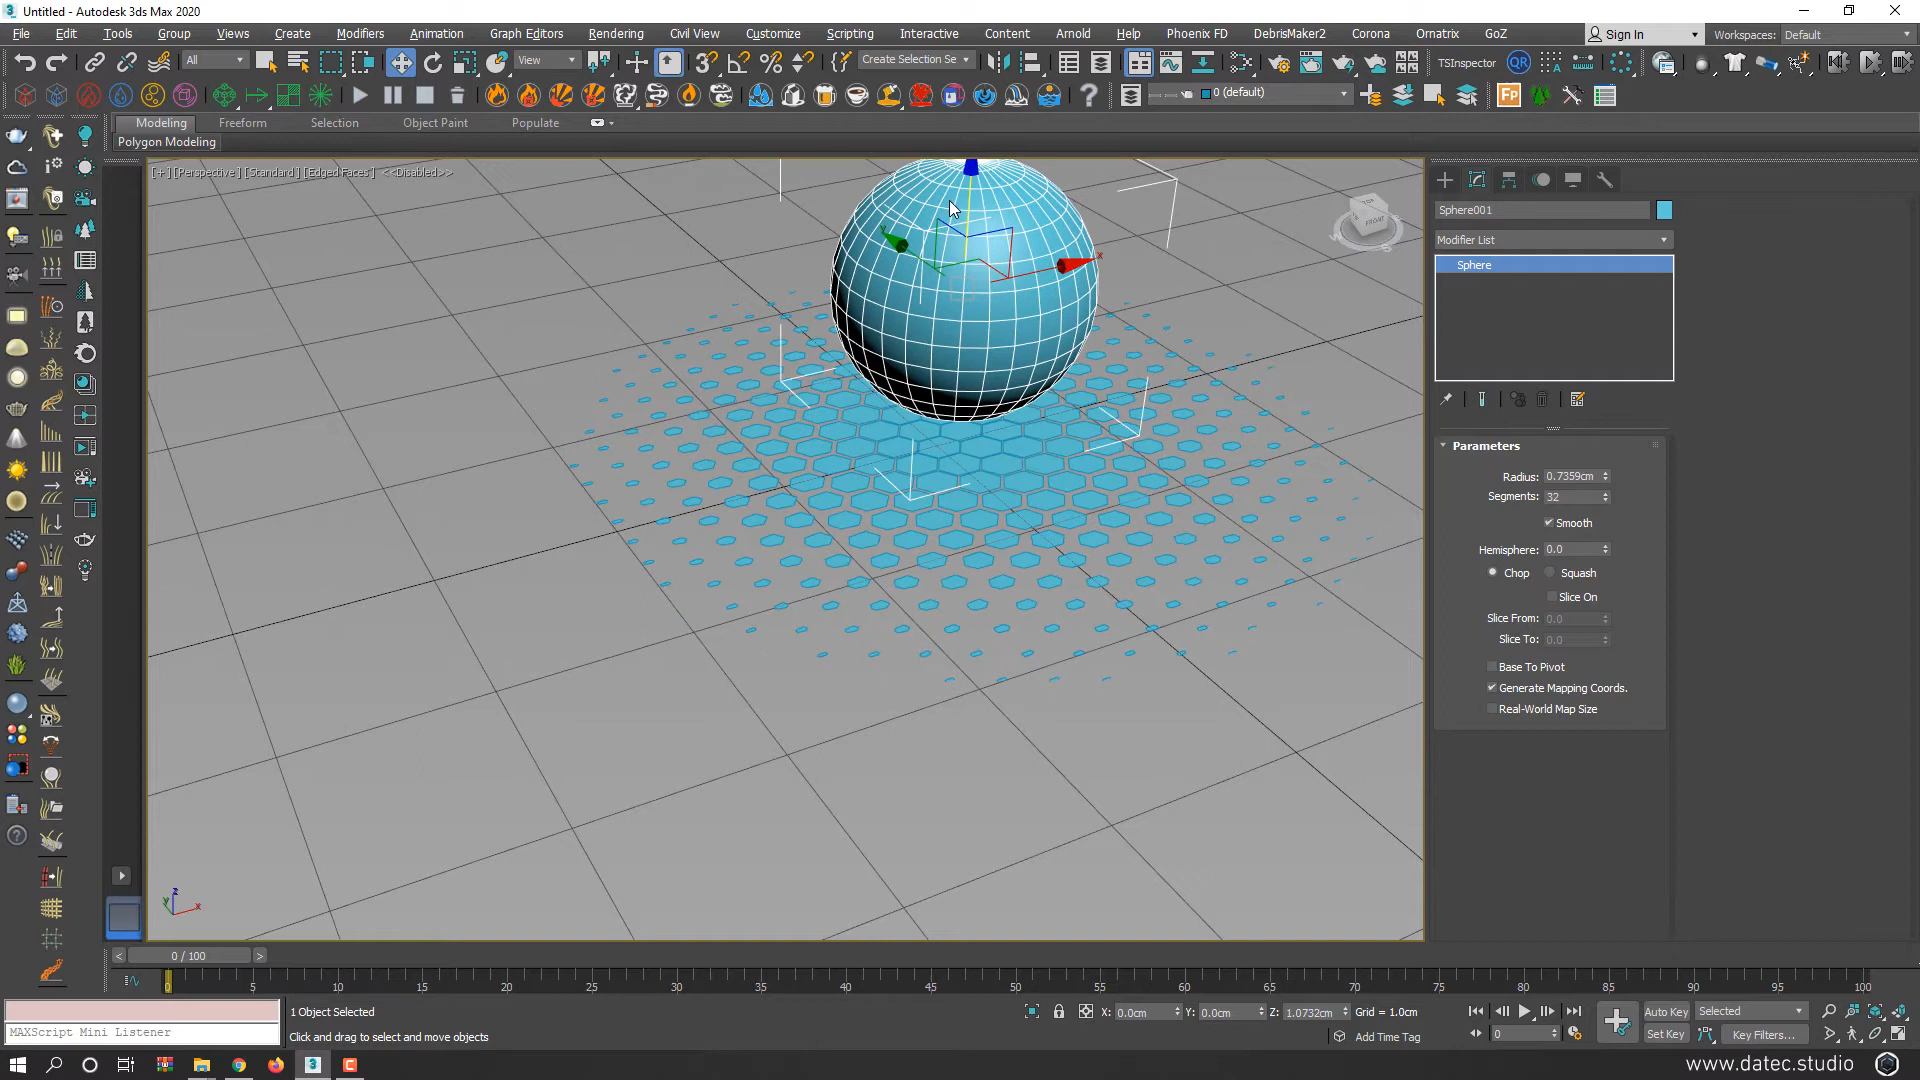 Untitled - Autodesk 3ds Max 2020
File Edit Tools Group Views Create Modifiers Animation Graph Editors Rendering Civil View Customize Scripting Interactive Content Arnold Help Phoenix FD DebrisMaker2 Corona Ornatrix GoZ Sign In Workspaces: Default
All View Create Selection Se TSInspector QR
0 (default) Fp
Modeling Freeform Selection Object Paint Populate
Polygon Modeling
[+] [Perspective] [Standard] [Edged Faces] <<Disabled>>
Sphere001
Modifier List
Sphere
FRONT
y
x
Parameters
Radius: 0.7359cm
Segments: 32
Smooth
Hemisphere: 0.0
Chop Squash
Slice On
Slice From: 0.0
Slice To: 0.0
Base To Pivot
Generate Mapping Coords.
Real-World Map Size
z
y x
< 0 / 100 >
0 5 10 15 20 25 30 35 40 45 50 55 60 65 70 75 80 85 90 95 100
1 Object Selected X: 0.0cm Y: 0.0cm Z: 1.0732cm Grid = 1.0cm Auto Key Selected
MAXScript Mini Listener Click and drag to select and move objects Add Time Tag 0 Set Key Key Filters...
www.datec.studio